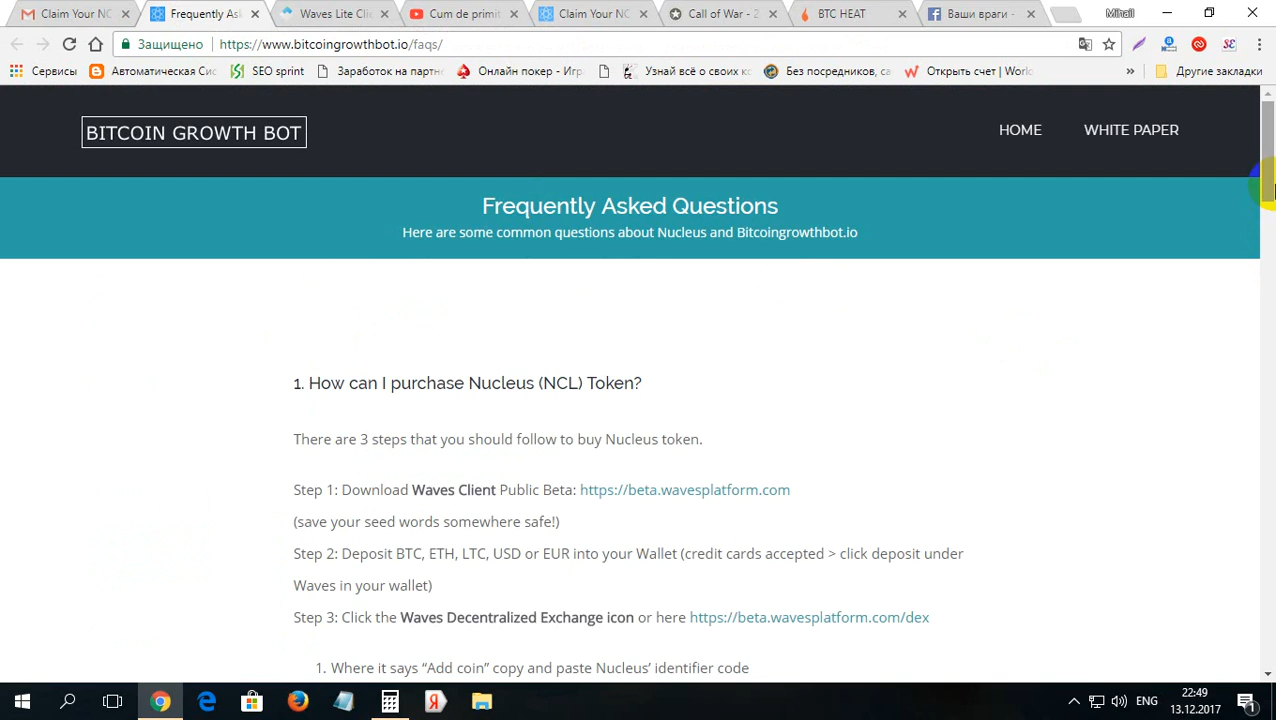 Claim Your NC
Frequently As
Waves Lite Cli
Cum de primit
Claim Your NC
Call of War - 2
BTC HEAT
Ваши враги -
Mihail
Защищено
https://www.bitcoingrowthbot.io/faqs/
Сервисы
Автоматическая Сис
SEO sprint
Заработок на партн
Онлайн покер - Игр
Узнай всё о своих к
Без посредников, са
Открыть счет | Worl
»
Другие закладки
BITCOIN GROWTH BOT
HOME
WHITE PAPER
Frequently Asked Questions
Here are some common questions about Nucleus and Bitcoingrowthbot.io
1. How can I purchase Nucleus (NCL) Token?
There are 3 steps that you should follow to buy Nucleus token.
Step 1: Download Waves Client Public Beta: https://beta.wavesplatform.com
(save your seed words somewhere safe!)
Step 2: Deposit BTC, ETH, LTC, USD or EUR into your Wallet (credit cards accepted > click deposit under
Waves in your wallet)
Step 3: Click the Waves Decentralized Exchange icon or here https://beta.wavesplatform.com/dex
1. Where it says “Add coin” copy and paste Nucleus’ identifier code
ENG
22:49
13.12.2017
1